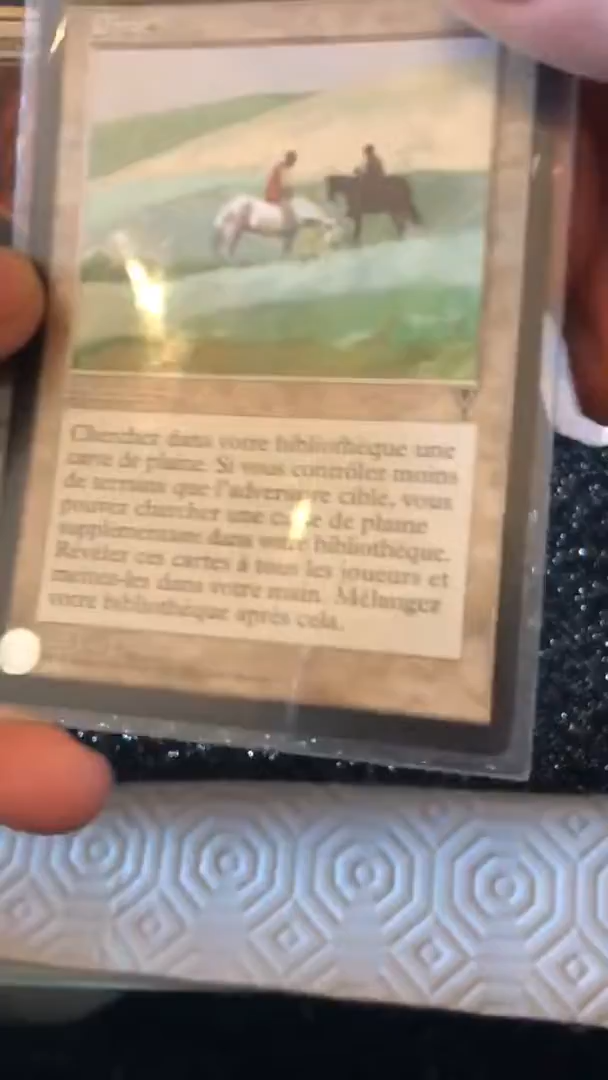 Chercher dans votre bibliothèque une
carte de plaine. Si vous contrôlez moins
de terrains que l'adversaire cible, vous
pouvez chercher une carte de plaine
supplémentaire dans votre bibliothèque.
Révéler ces cartes à tous les joueurs et
mettez-les dans votre main. Mélangez
votre bibliothèque après cela.